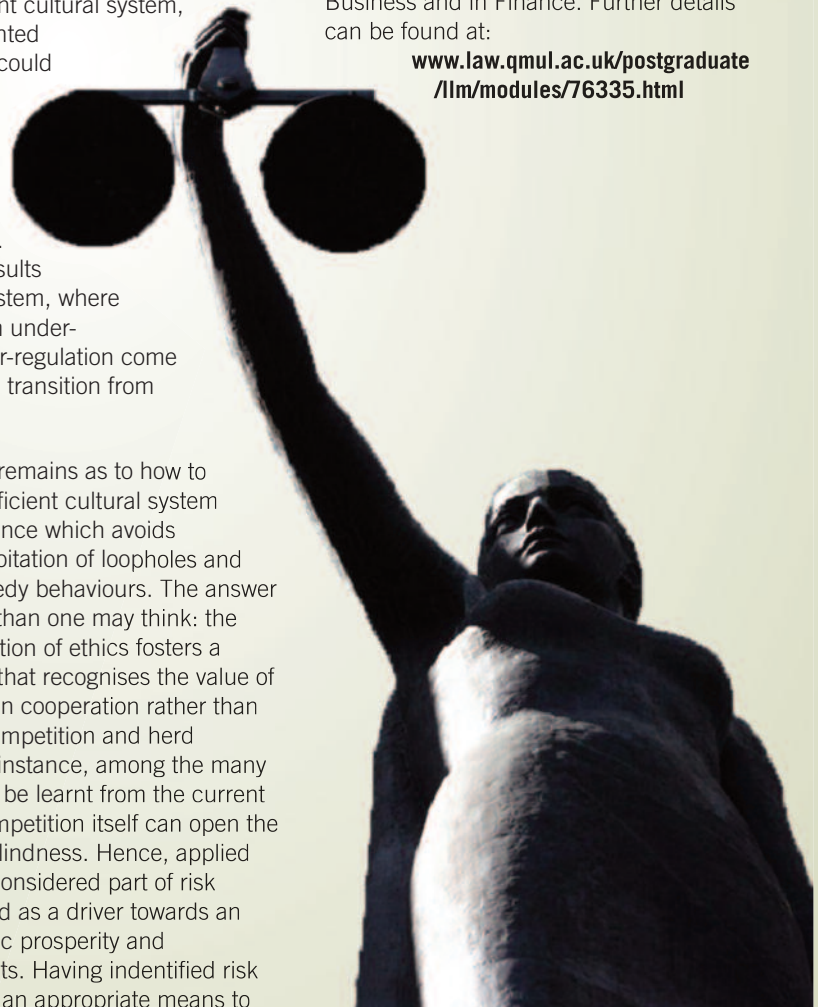 nt cultural system,
nted
could
.
sults
stem, where
n under-
r-regulation come
transition from
remains as to how to
ficient cultural system
nce which avoids
oitation of loopholes and
edy behaviours. The answer
than one may think: the
tion of ethics fosters a
that recognises the value of
n cooperation rather than
mpetition and herd
instance, among the many
be learnt from the current
mpetition itself can open the
lindness. Hence, applied
onsidered part of risk
d as a driver towards an
c prosperity and
ts. Having indentified risk
an appropriate means to
Business and in Finance. Further details
can be found at:
www.law.qmul.ac.uk/postgraduate
/llm/modules/76335.html